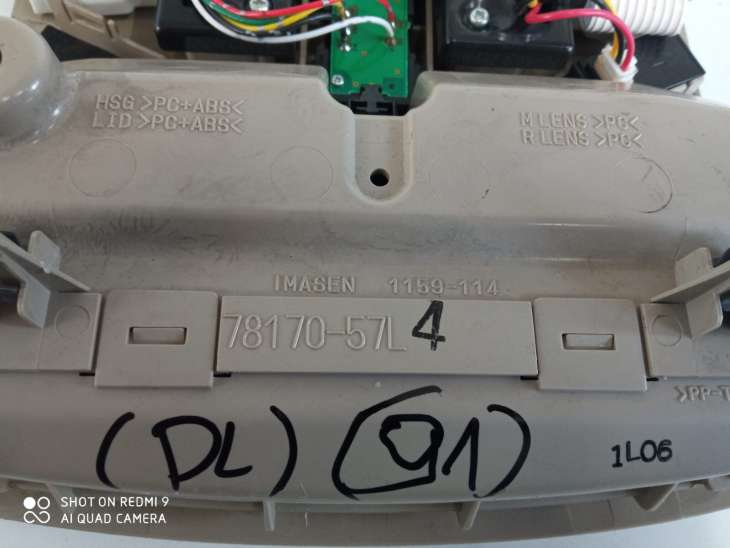 HSG >PC+ABS<
LID >PC+ABS<
M LENS >PC<
R LENS >PC<
IMASEN 1159-114
78170-57L 4
>PP-T
(DL) (91)
1L06
SHOT ON REDMI 9
AI QUAD CAMERA